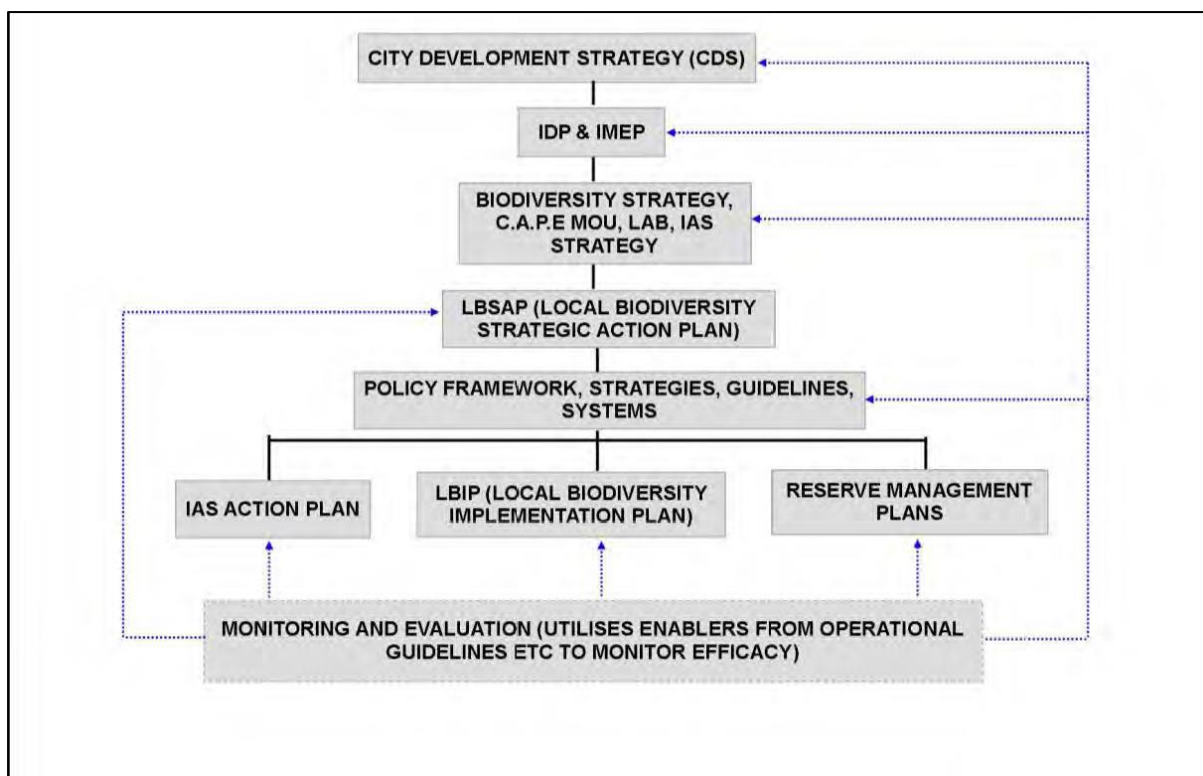 CITY DEVELOPMENT STRATEGY (CDS)
IDP & IMEP
BIODIVERSITY STRATEGY,
C.A.P.E MOU, LAB, IAS
STRATEGY
LBSAP (LOCAL BIODIVERSITY
STRATEGIC ACTION PLAN)
POLICY FRAMEWORK, STRATEGIES, GUIDELINES,
SYSTEMS
IAS ACTION PLAN
LBIP (LOCAL BIODIVERSITY
IMPLEMENTATION PLAN)
RESERVE MANAGEMENT
PLANS
MONITORING AND EVALUATION (UTILISES ENABLERS FROM OPERATIONAL
GUIDELINES ETC TO MONITOR EFFICACY)